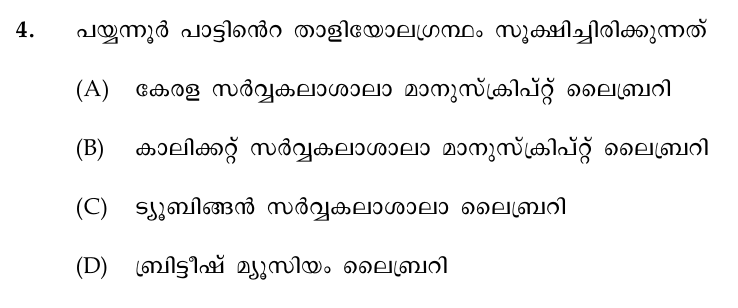 4. പയ്യന്നൂർ പാട്ടിൻെറ താളിയോലഗ്രന്ഥം സൂക്ഷിച്ചിരിക്കുന്നത്
(A) കേരള സർവ്വകലാശാലാ മാനുസ്ക്രിപ്റ്റ് ലൈബ്രറി
(B) കാലിക്കറ്റ് സർവ്വകലാശാലാ മാനുസ്ക്രിപ്റ്റ് ലൈബ്രറി
(C) ട്യൂബിങ്ങൻ സർവ്വകലാശാലാ ലൈബ്രറി
(D) ബ്രിട്ടീഷ് മ്യൂസിയം ലൈബ്രറി